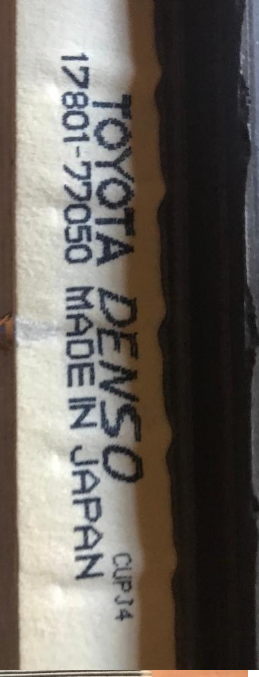 TOYOTA DENSO CUPJ4
17801-77050 MADE IN JAPAN